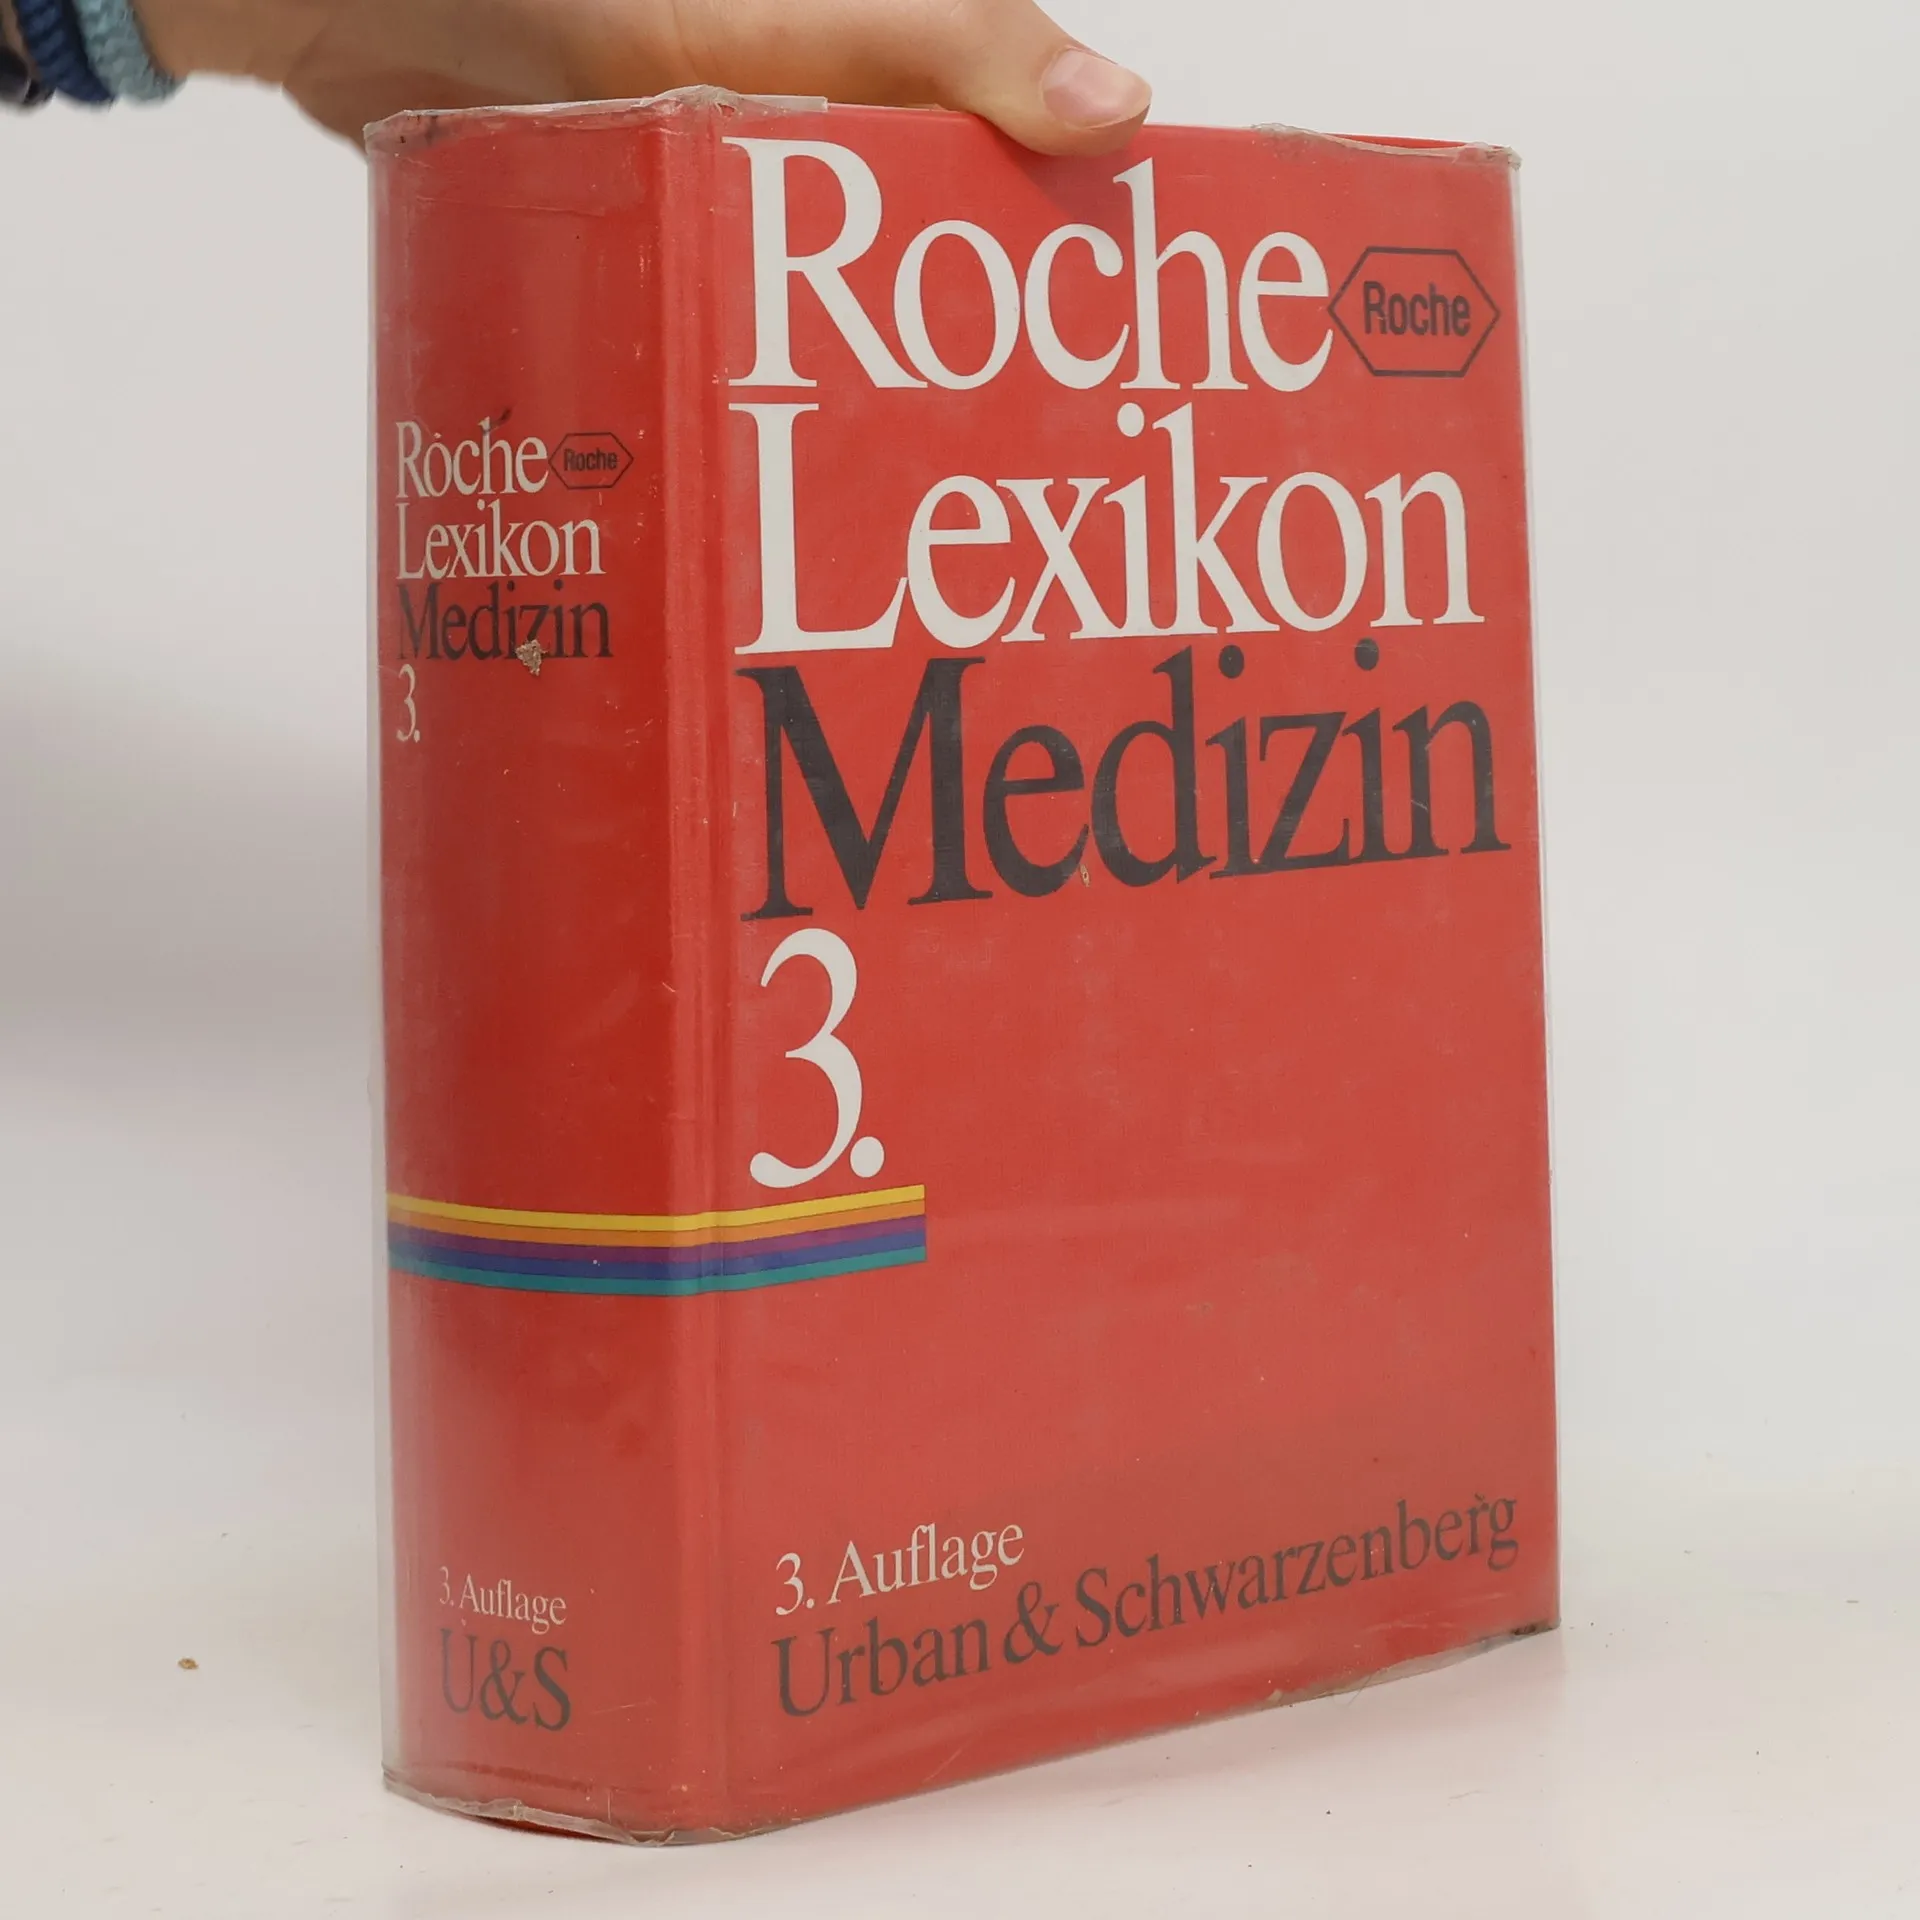 Roche Roche
Lexikon
Medizin
3.
3. Auflage
U&S
Roche Roche
Lexikon
Medizin
3.
3. Auflage
Urban & Schwarzenberg